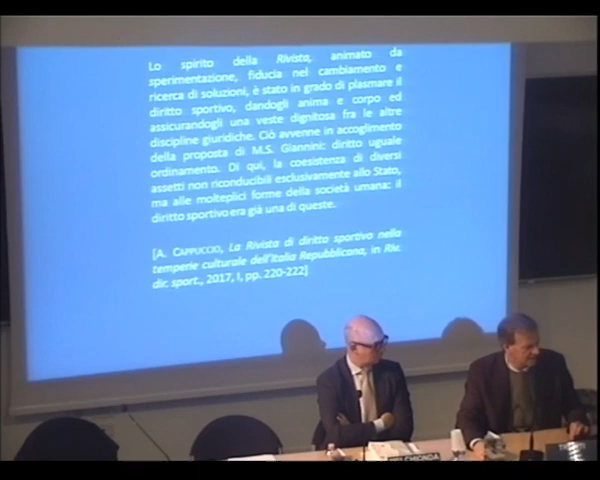 Lo spirito della Rivista, animato da
sperimentazione, fiducia nel cambiamento e
ricerca di soluzioni, è stato in grado di plasmare il
diritto sportivo, dandogli anima e corpo ed
assicurandogli una veste dignitosa fra le altre
discipline giuridiche. Ciò avvenne in accoglimento
della proposta di M.S. Giannini: diritto uguale
ordinamento. Di qui, la coesistenza di diversi
assetti non riconducibili esclusivamente allo Stato,
ma alle molteplici forme della società umana: il
diritto sportivo era già una di queste.
[A. CAPPUCCIO, La Rivista di diritto sportivo nella
temperie culturale dell'Italia Repubblicana, in Riv.
dir. sport., 2017, I, pp. 220-222]